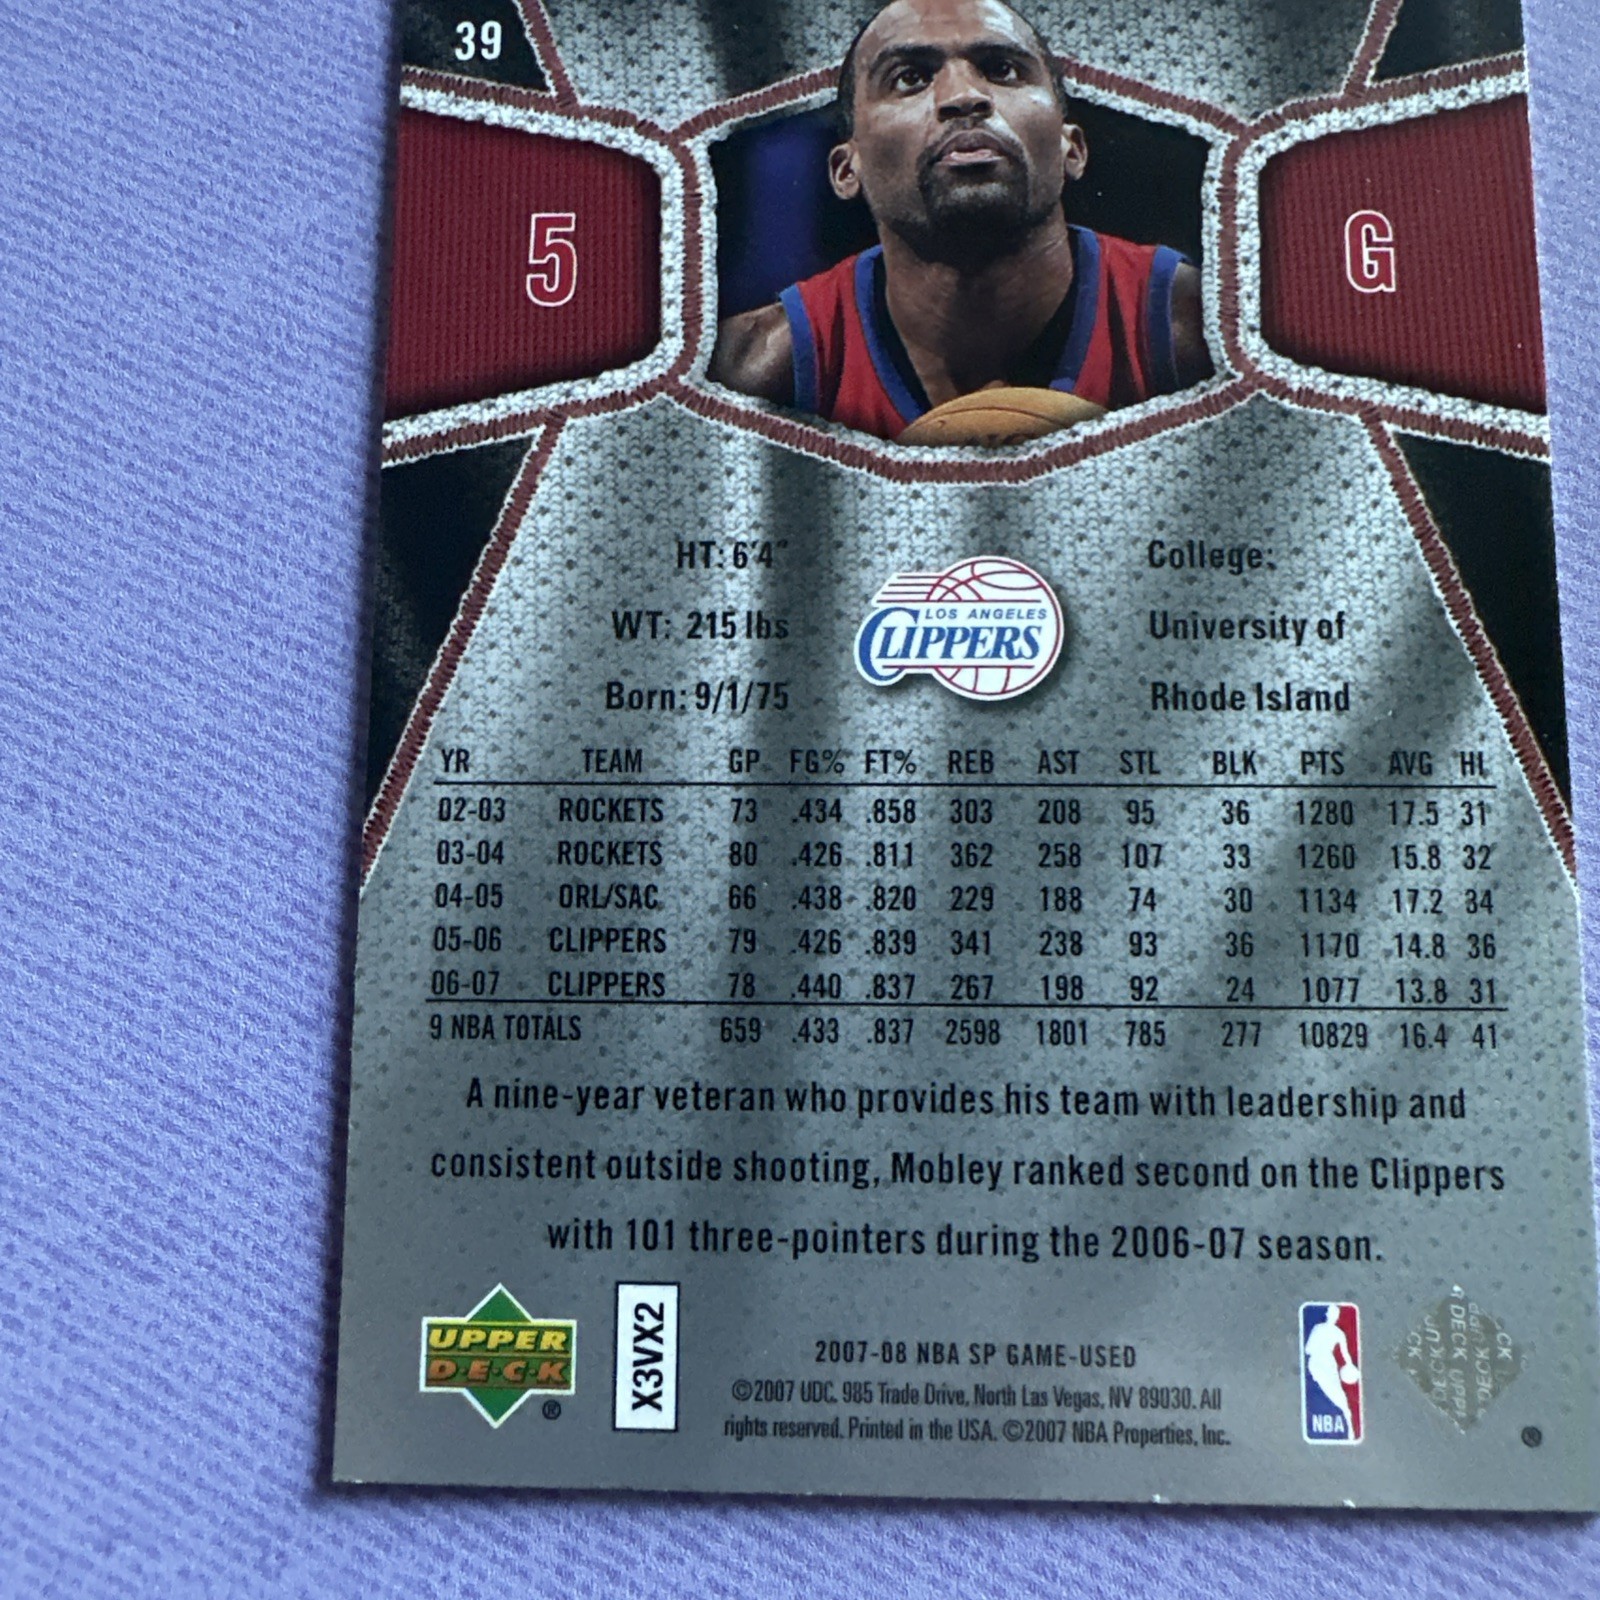 39
5
G
HT: 6'4"
WT: 215 lbs
Born: 9/1/75
LOS ANGELES
CLIPPERS
College:
University of
Rhode Island
YR TEAM GP FG% FT% REB AST STL BLK PTS AVG HI
02-03 ROCKETS 73 .434 .858 303 208 95 36 1280 17.5 31
03-04 ROCKETS 80 .426 .811 362 258 107 33 1260 15.8 32
04-05 ORL/SAC 66 .438 .820 229 188 74 30 1134 17.2 34
05-06 CLIPPERS 79 .426 .839 341 238 93 36 1170 14.8 36
06-07 CLIPPERS 78 .440 .837 267 198 92 24 1077 13.8 31
9 NBA TOTALS 659 .433 .837 2598 1801 785 277 10829 16.4 41
A nine-year veteran who provides his team with leadership and
consistent outside shooting, Mobley ranked second on the Clippers
with 101 three-pointers during the 2006-07 season.
UPPER
DECK
®
X3VX2
2007-08 NBA SP GAME-USED
©2007 UDC. 985 Trade Drive, North Las Vegas, NV 89030. All
rights reserved. Printed in the USA. ©2007 NBA Properties, Inc.
NBA
®